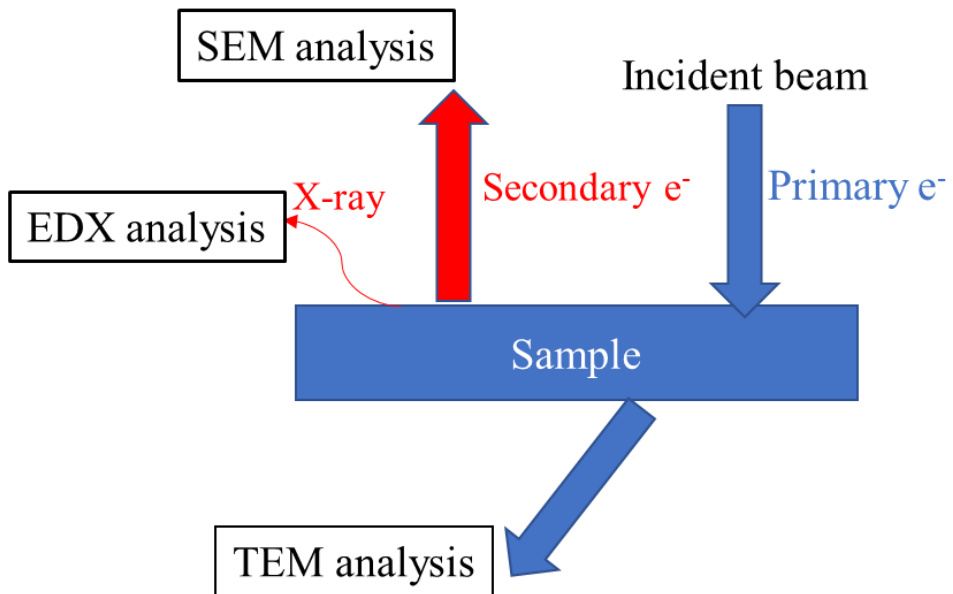 SEM analysis
Incident beam
X-ray
Secondary e⁻
Primary e⁻
EDX analysis
Sample
TEM analysis